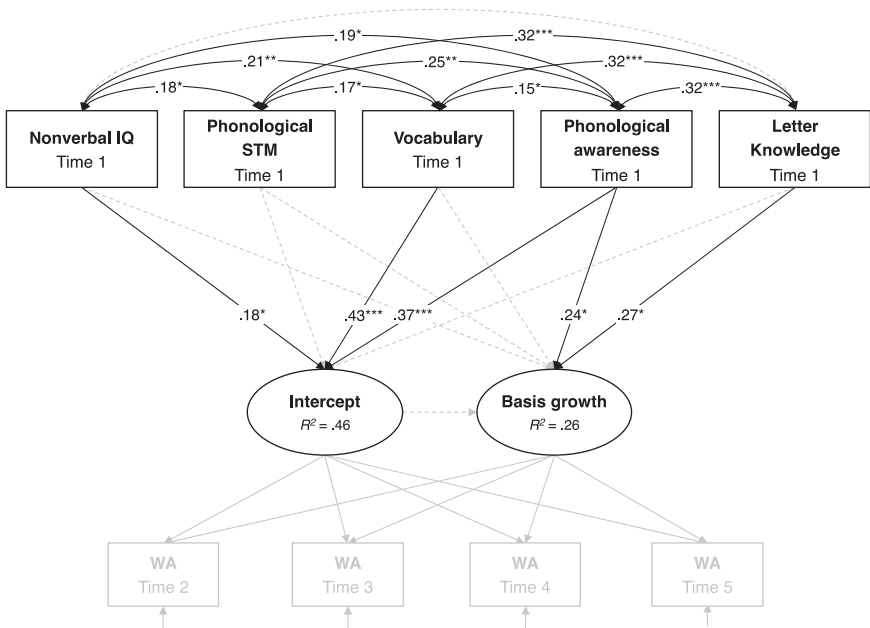 .19*
.32***
.21**
.25**
.32***
.18*
.17*
.15*
.32***
Nonverbal IQ
Time 1
Phonological
STM
Time 1
Vocabulary
Time 1
Phonological
awareness
Time 1
Letter
Knowledge
Time 1
.18*
.43***
.37***
.24*
.27*
Intercept
R² = .46
Basis growth
R² = .26
WA
Time 2
WA
Time 3
WA
Time 4
WA
Time 5